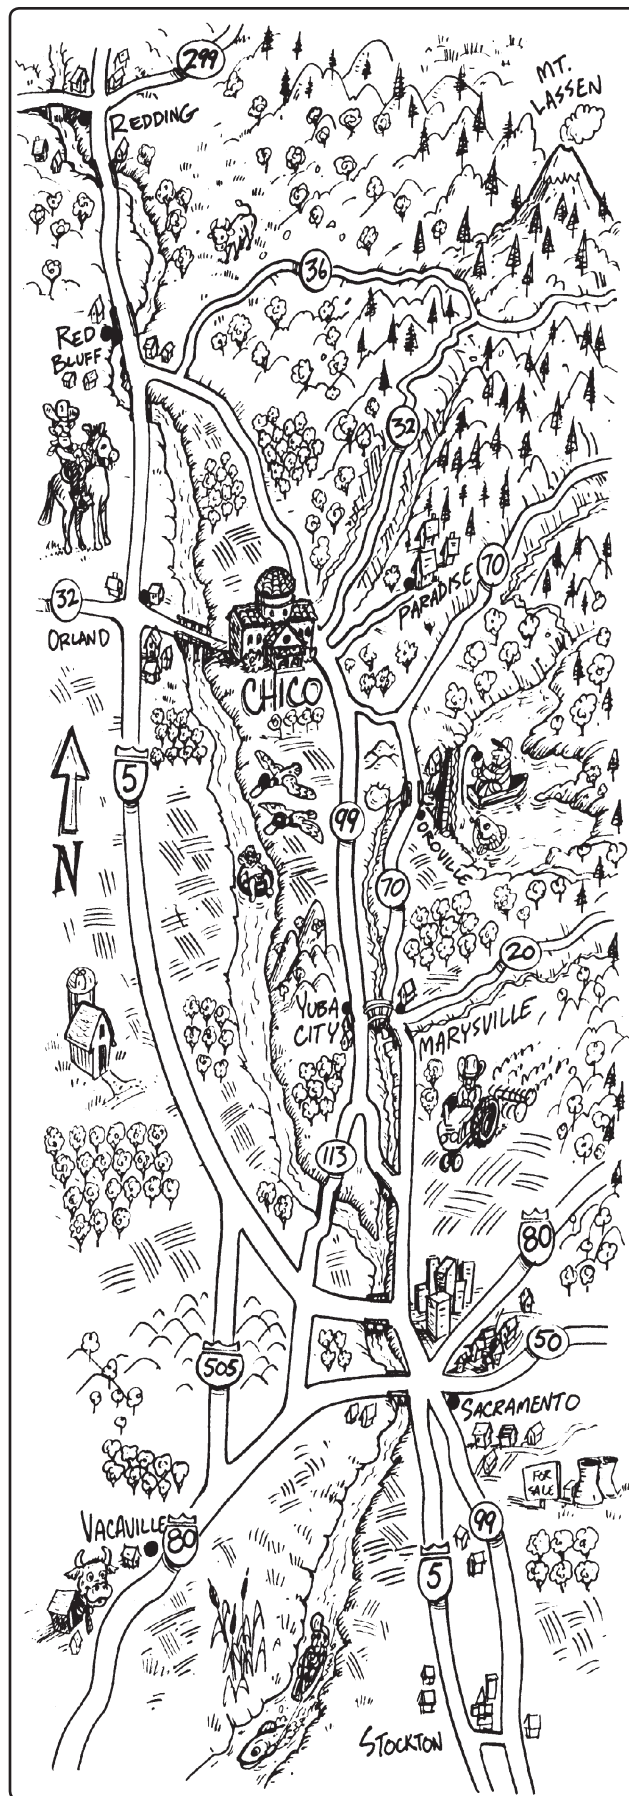 299
MT.
LASSEN
REDDING
36
RED
BLUFF
32
70
PARADISE
32
ORLAND
CHICO
5
N
99
OROVILLE
70
20
YUBA
CITY
MARYSVILLE
113
80
50
505
SACRAMENTO
FOR
SALE
VACAVILLE
80
99
5
STOCKTON